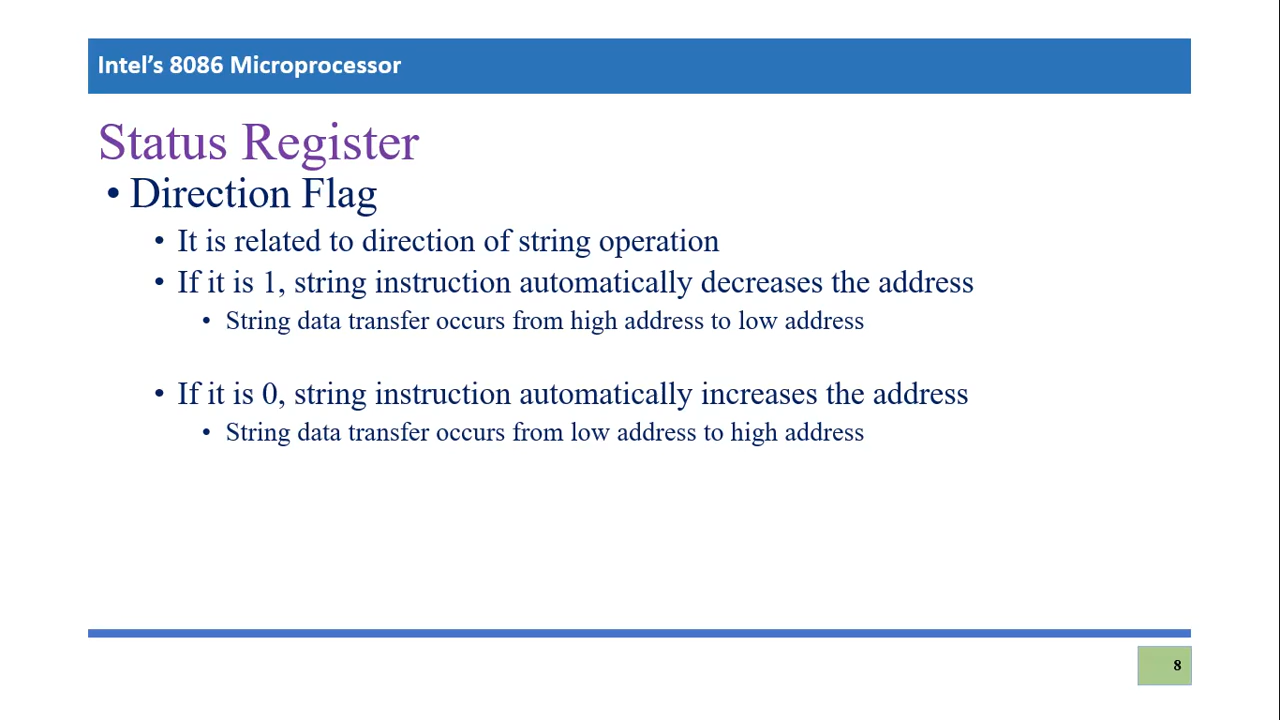 Intel’s 8086 Microprocessor
Status Register
• Direction Flag
• It is related to direction of string operation
• If it is 1, string instruction automatically decreases the address
• String data transfer occurs from high address to low address
• If it is 0, string instruction automatically increases the address
• String data transfer occurs from low address to high address
8